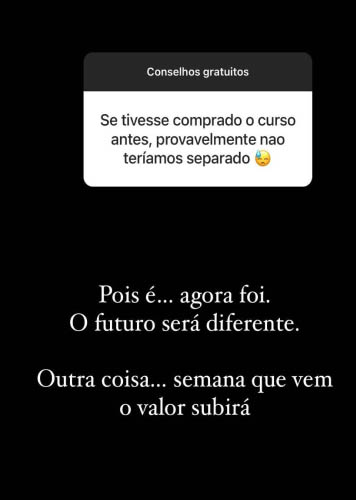 Conselhos gratuitos
Se tivesse comprado o curso
antes, provavelmente nao
teríamos separado 😓
Pois é... agora foi.
O futuro será diferente.
Outra coisa... semana que vem
o valor subirá